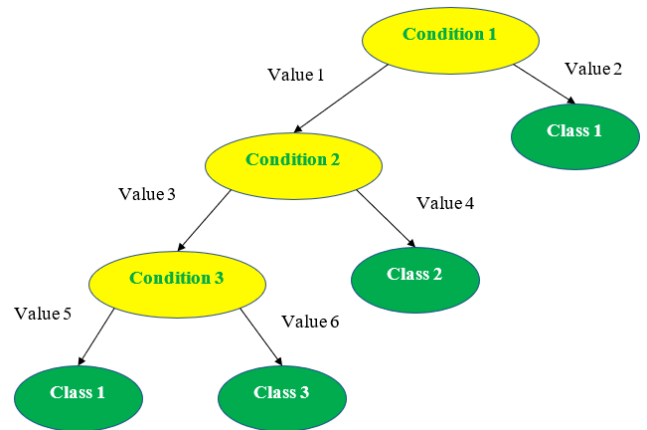 Condition 1
Value 1
Value 2
Class 1
Condition 2
Value 3
Value 4
Condition 3
Class 2
Value 5
Value 6
Class 1
Class 3